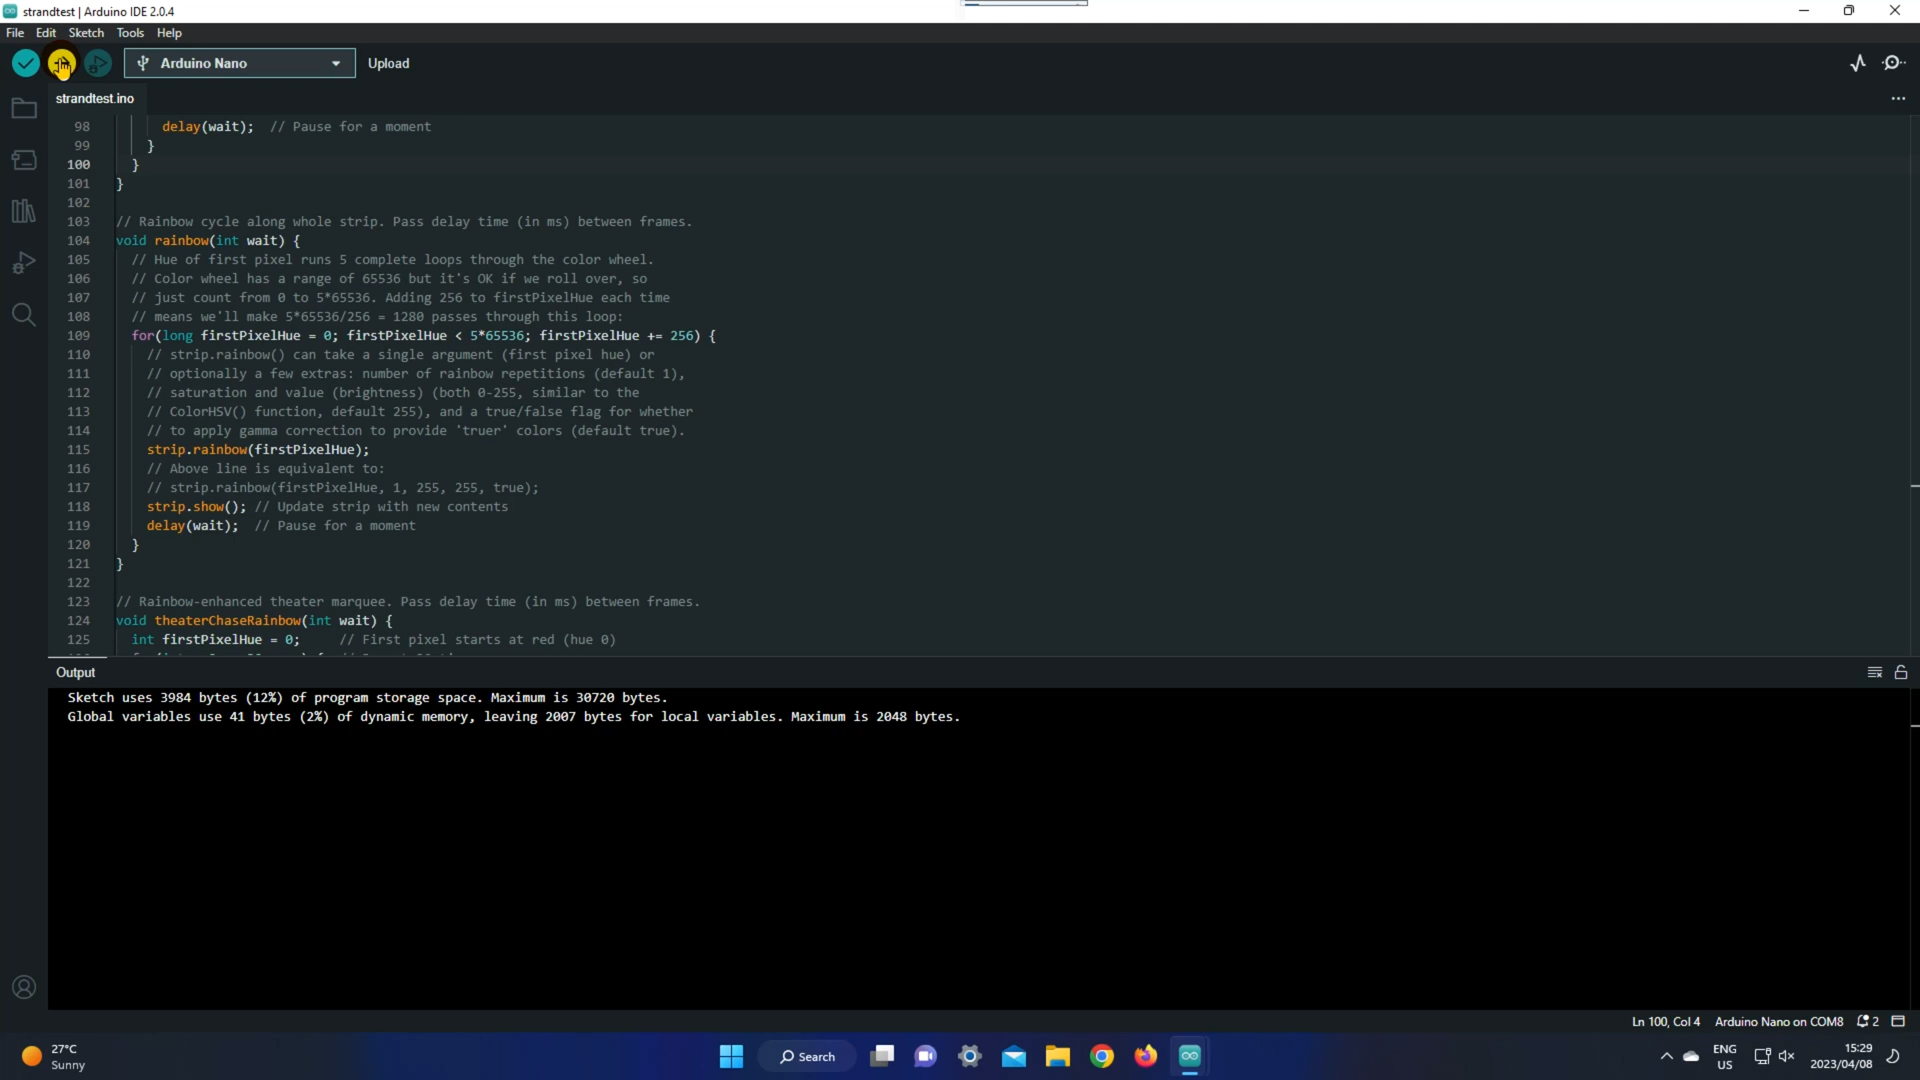 strandtest | Arduino IDE 2.0.4
File Edit Sketch Tools Help
Arduino Nano
Upload
strandtest.ino
98 delay(wait); // Pause for a moment
99 }
100 }
101 }
102
103 // Rainbow cycle along whole strip. Pass delay time (in ms) between frames.
104 void rainbow(int wait) {
105 // Hue of first pixel runs 5 complete loops through the color wheel.
106 // Color wheel has a range of 65536 but it's OK if we roll over, so
107 // just count from 0 to 5*65536. Adding 256 to firstPixelHue each time
108 // means we'll make 5*65536/256 = 1280 passes through this loop:
109 for(long firstPixelHue = 0; firstPixelHue < 5*65536; firstPixelHue += 256) {
110 // strip.rainbow() can take a single argument (first pixel hue) or
111 // optionally a few extras: number of rainbow repetitions (default 1),
112 // saturation and value (brightness) (both 0-255, similar to the
113 // ColorHSV() function, default 255), and a true/false flag for whether
114 // to apply gamma correction to provide 'truer' colors (default true).
115 strip.rainbow(firstPixelHue);
116 // Above line is equivalent to:
117 // strip.rainbow(firstPixelHue, 1, 255, 255, true);
118 strip.show(); // Update strip with new contents
119 delay(wait); // Pause for a moment
120 }
121 }
122
123 // Rainbow-enhanced theater marquee. Pass delay time (in ms) between frames.
124 void theaterChaseRainbow(int wait) {
125 int firstPixelHue = 0; // First pixel starts at red (hue 0)
Output
Sketch uses 3984 bytes (12%) of program storage space. Maximum is 30720 bytes.
Global variables use 41 bytes (2%) of dynamic memory, leaving 2007 bytes for local variables. Maximum is 2048 bytes.
Ln 100, Col 4 Arduino Nano on COM8 2
27°C
Sunny
Search
ENG
US
15:29
2023/04/08